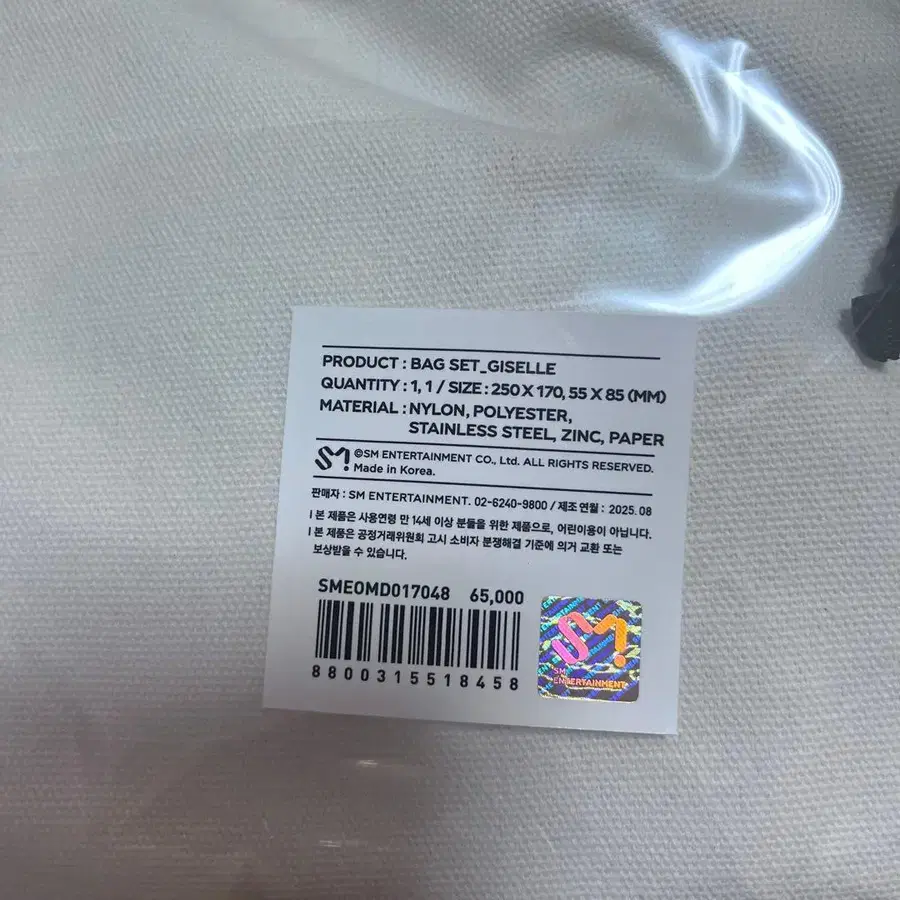 PRODUCT : BAG SET_GISELLE
QUANTITY : 1, 1 / SIZE : 250 X 170, 55 X 85 (MM)
MATERIAL : NYLON, POLYESTER,
STAINLESS STEEL, ZINC, PAPER
SM ©SM ENTERTAINMENT CO., Ltd. ALL RIGHTS RESERVED.
Made in Korea.
판매자 : SM ENTERTAINMENT. 02-6240-9800 / 제조 연월 : 2025. 08
l 본 제품은 사용연령 만 14세 이상 분들을 위한 제품으로, 어린이용이 아닙니다.
l 본 제품은 공정거래위원회 고시 소비자 분쟁해결 기준에 의거 교환 또는
보상받을 수 있습니다.
SME0MD017048 65,000
8800315518458
SM
SM
ENTERTAINMENT